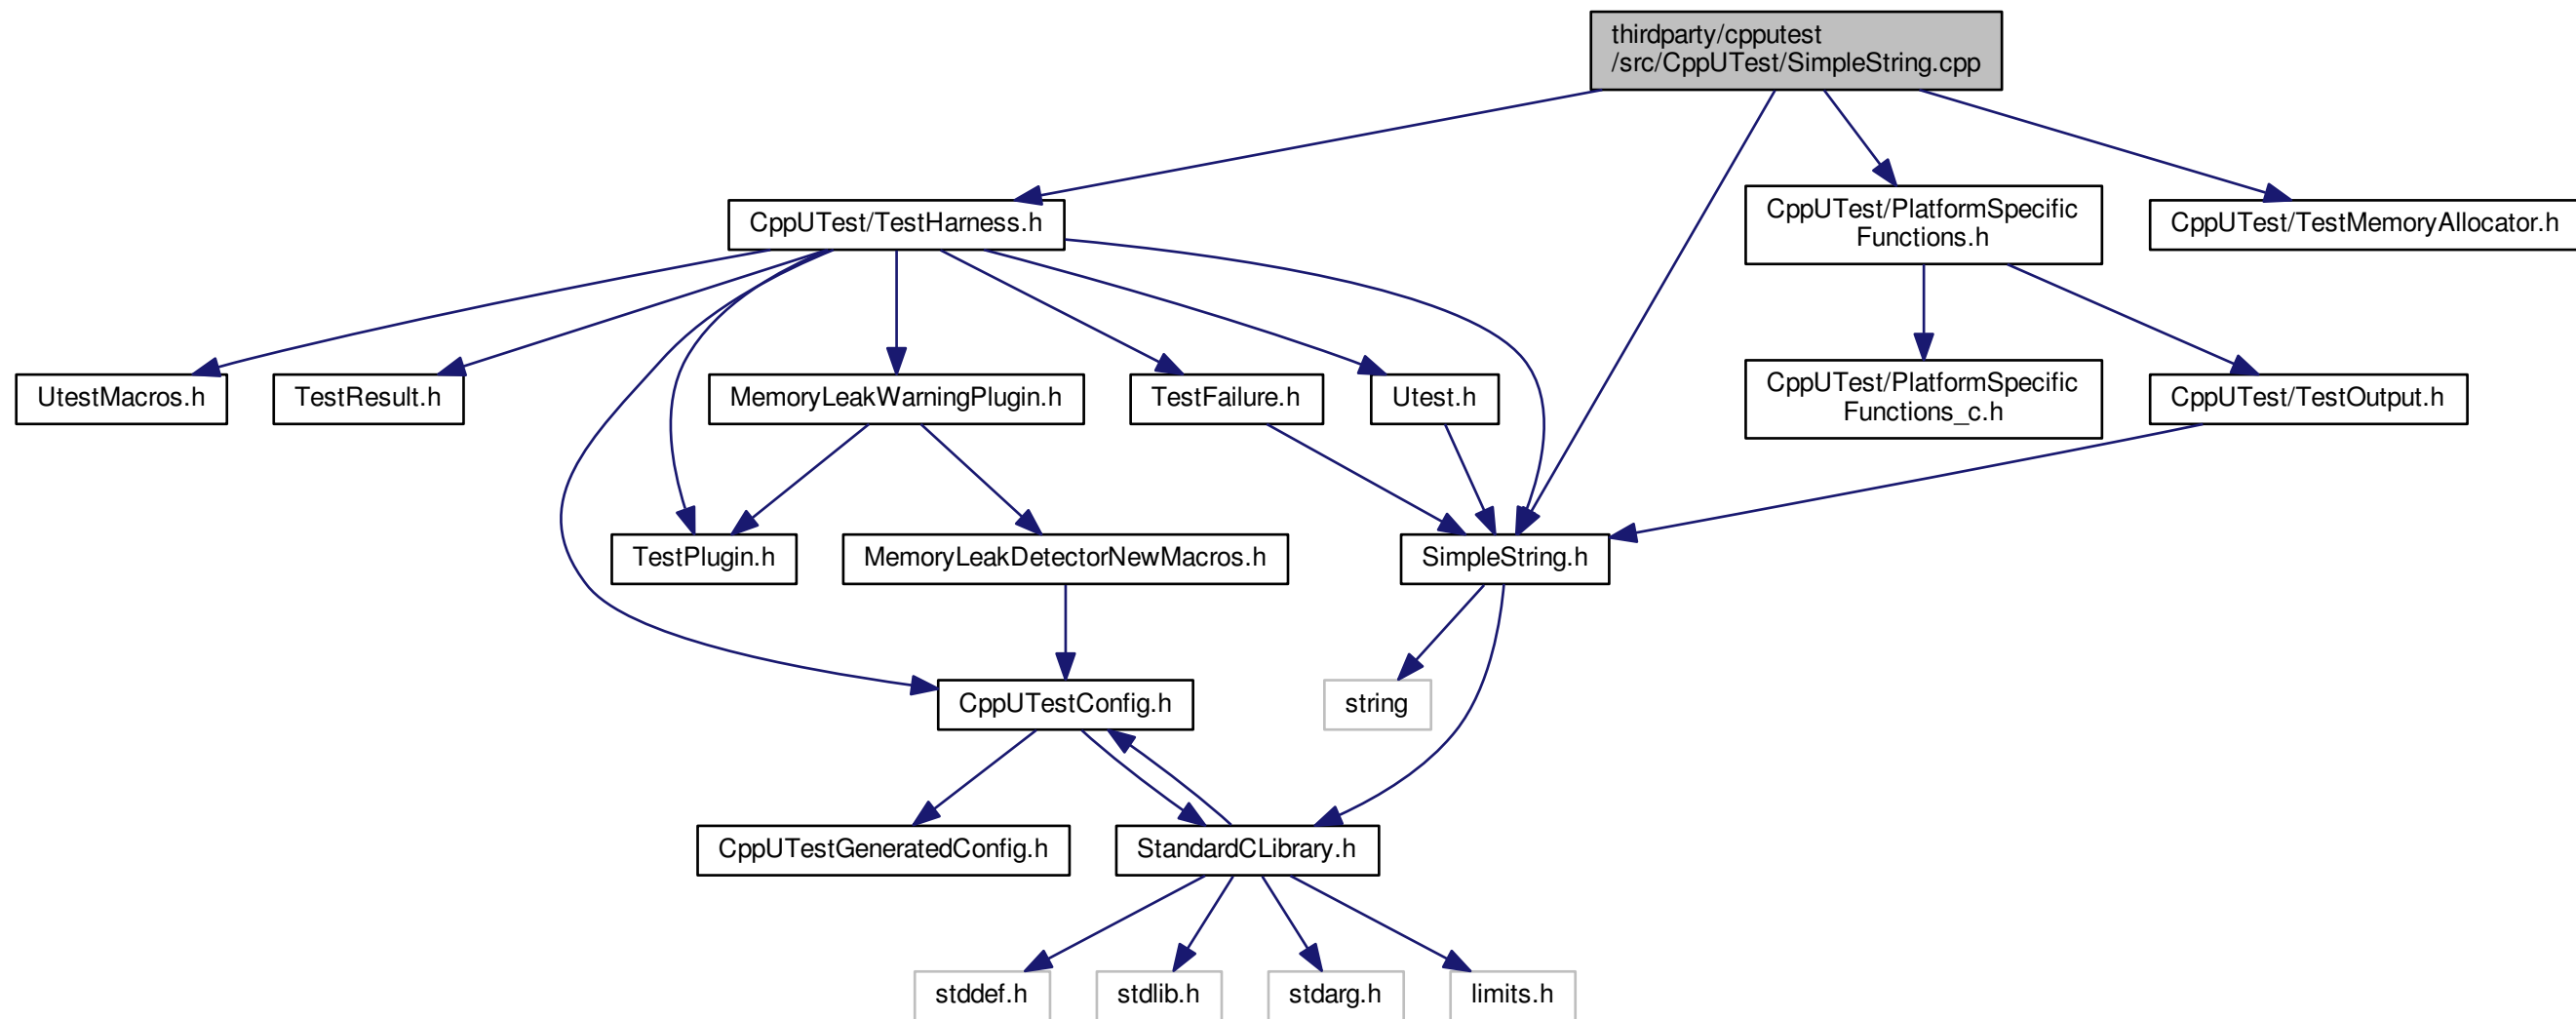 thirdparty/cpputest
/src/CppUTest/SimpleString.cpp
CppUTest/TestHarness.h
CppUTest/PlatformSpecific
Functions.h
CppUTest/TestMemoryAllocator.h
UtestMacros.h
TestResult.h
MemoryLeakWarningPlugin.h
TestFailure.h
Utest.h
CppUTest/PlatformSpecific
Functions_c.h
CppUTest/TestOutput.h
TestPlugin.h
MemoryLeakDetectorNewMacros.h
SimpleString.h
CppUTestConfig.h
string
CppUTestGeneratedConfig.h
StandardCLibrary.h
stddef.h
stdlib.h
stdarg.h
limits.h